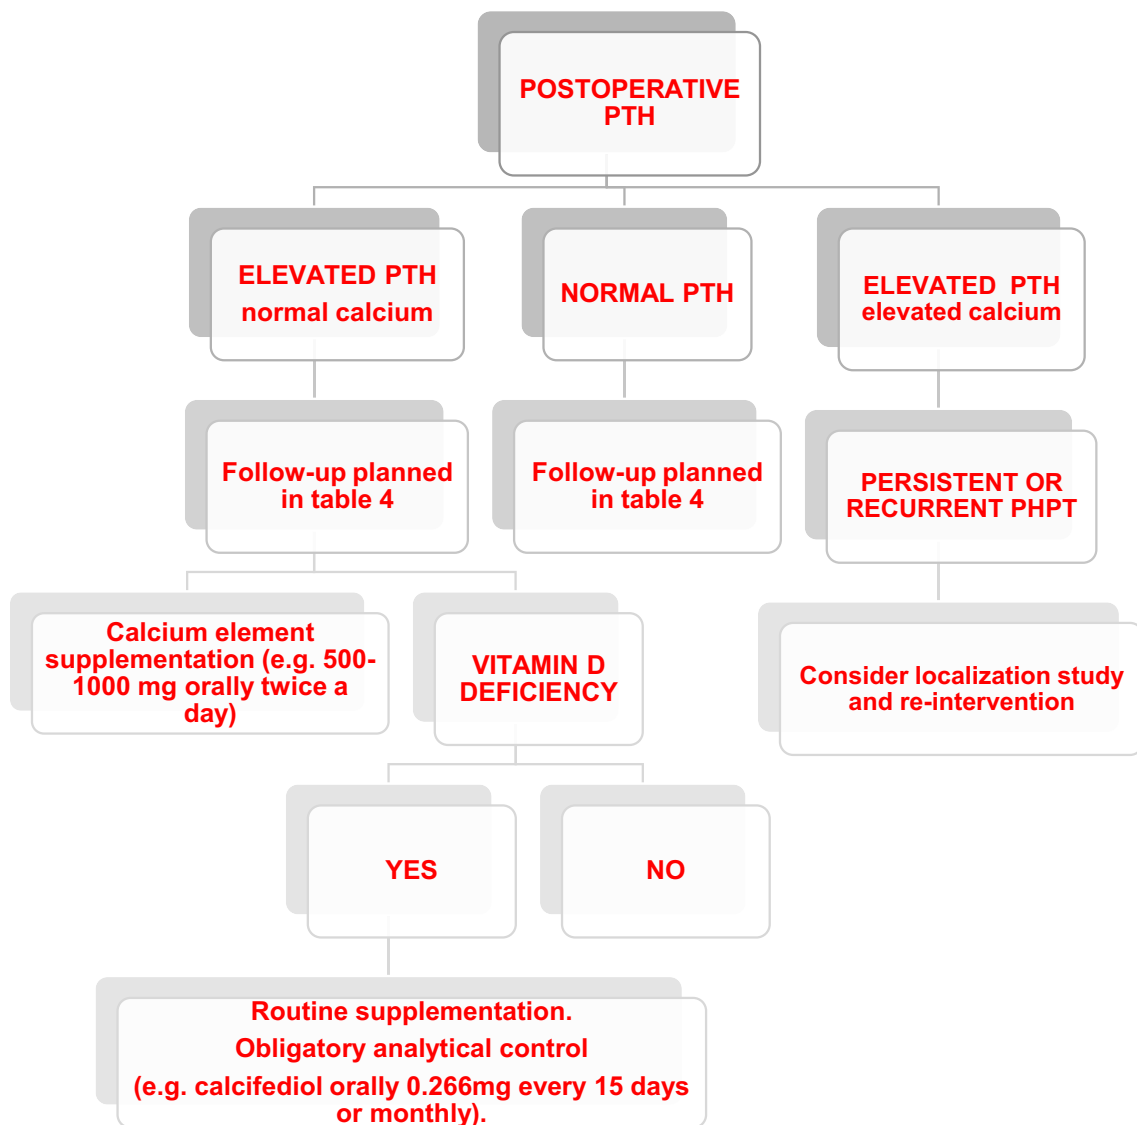 POSTOPERATIVE
PTH
ELEVATED PTH
normal calcium
NORMAL PTH
ELEVATED PTH
elevated calcium
Follow-up planned
in table 4
Follow-up planned
in table 4
PERSISTENT OR
RECURRENT PHPT
Calcium element
supplementation (e.g. 500-
1000 mg orally twice a
day)
VITAMIN D
DEFICIENCY
Consider localization study
and re-intervention
YES
NO
Routine supplementation.
Obligatory analytical control
(e.g. calcifediol orally 0.266mg every 15 days
or monthly).